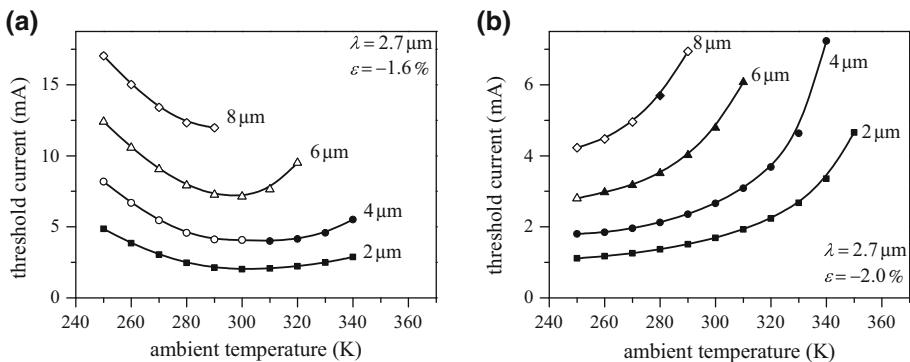 (a)
threshold current (mA)
15
10
5
0
λ = 2.7 μm
ε = −1.6 %
8 μm
6 μm
4 μm
2 μm
240 260 280 300 320 340 360
ambient temperature (K)
(b)
threshold current (mA)
6
4
2
0
8 μm
6 μm
4 μm
2 μm
λ = 2.7 μm
ε = −2.0 %
240 260 280 300 320 340 360
ambient temperature (K)